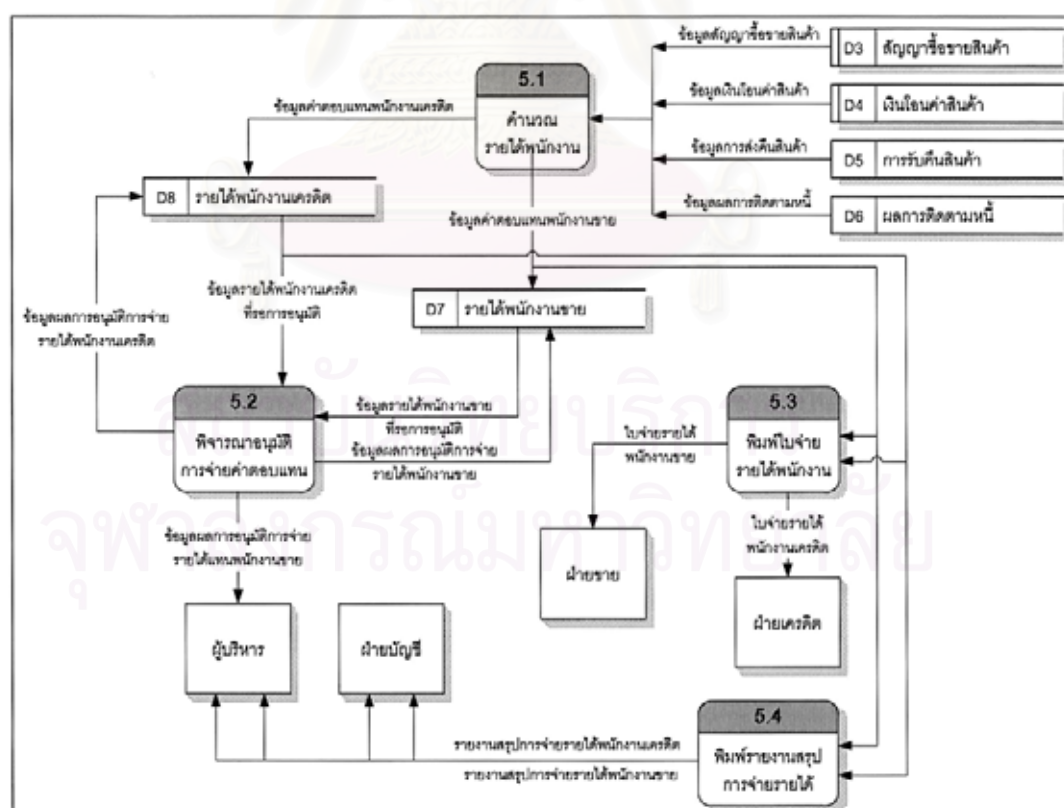 ข้อมูลสัญญาซื้อขายสินค้า
D3 สัญญาซื้อขายสินค้า
5.1
คำนวณ
รายได้พนักงาน
ข้อมูลค่าตอบแทนพนักงานเครดิต
ข้อมูลเงินโอนค่าสินค้า
D4 เงินโอนค่าสินค้า
ข้อมูลการส่งคืนสินค้า
D5 การรับคืนสินค้า
D8 รายได้พนักงานเครดิต
ข้อมูลผลการติดตามหนี้
D6 ผลการติดตามหนี้
ข้อมูลค่าตอบแทนพนักงานขาย
ข้อมูลรายได้พนักงานเครดิต
ที่รอการอนุมัติ
D7 รายได้พนักงานขาย
ข้อมูลผลการอนุมัติการจ่าย
รายได้พนักงานเครดิต
5.2
พิจารณาอนุมัติ
การจ่ายค่าตอบแทน
ข้อมูลรายได้พนักงานขาย
ที่รอการอนุมัติ
ข้อมูลผลการอนุมัติการจ่าย
รายได้พนักงานขาย
5.3
พิมพ์ใบจ่าย
รายได้พนักงาน
ใบจ่ายรายได้
พนักงานขาย
สถาบันวิทยบริการ
จุฬาลงกรณ์มหาวิทยาลัย
ข้อมูลผลการอนุมัติการจ่าย
รายได้แทนพนักงานขาย
ใบจ่ายรายได้
พนักงานเครดิต
ฝ่ายขาย
ฝ่ายเครดิต
ผู้บริหาร
ฝ่ายบัญชี
5.4
พิมพ์รายงานสรุป
การจ่ายรายได้
รายงานสรุปการจ่ายรายได้พนักงานเครดิต
รายงานสรุปการจ่ายรายได้พนักงานขาย